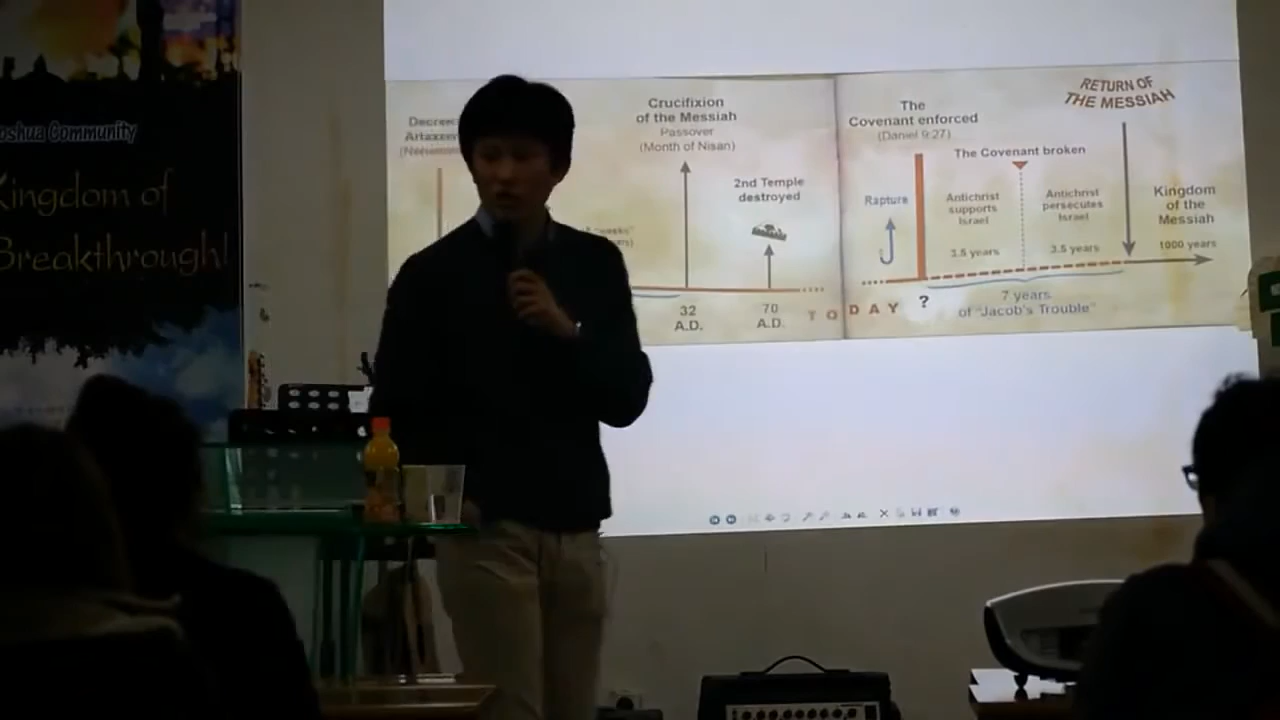 oshua Community
Kingdom of
Breakthrough!
Decree
Artaxer
Crucifixion
of the Messiah
Passover
(Month of Nisan)
2nd Temple
destroyed
"weeks"
32
A.D.
70
A.D.
TODAY ?
The
Covenant enforced
(Daniel 9:27)
The Covenant broken
Rapture
Antichrist
supports
Israel
3.5 years
Antichrist
persecutes
Israel
3.5 years
7 years
of "Jacob's Trouble"
RETURN OF
THE MESSIAH
Kingdom
of the
Messiah
1000 years